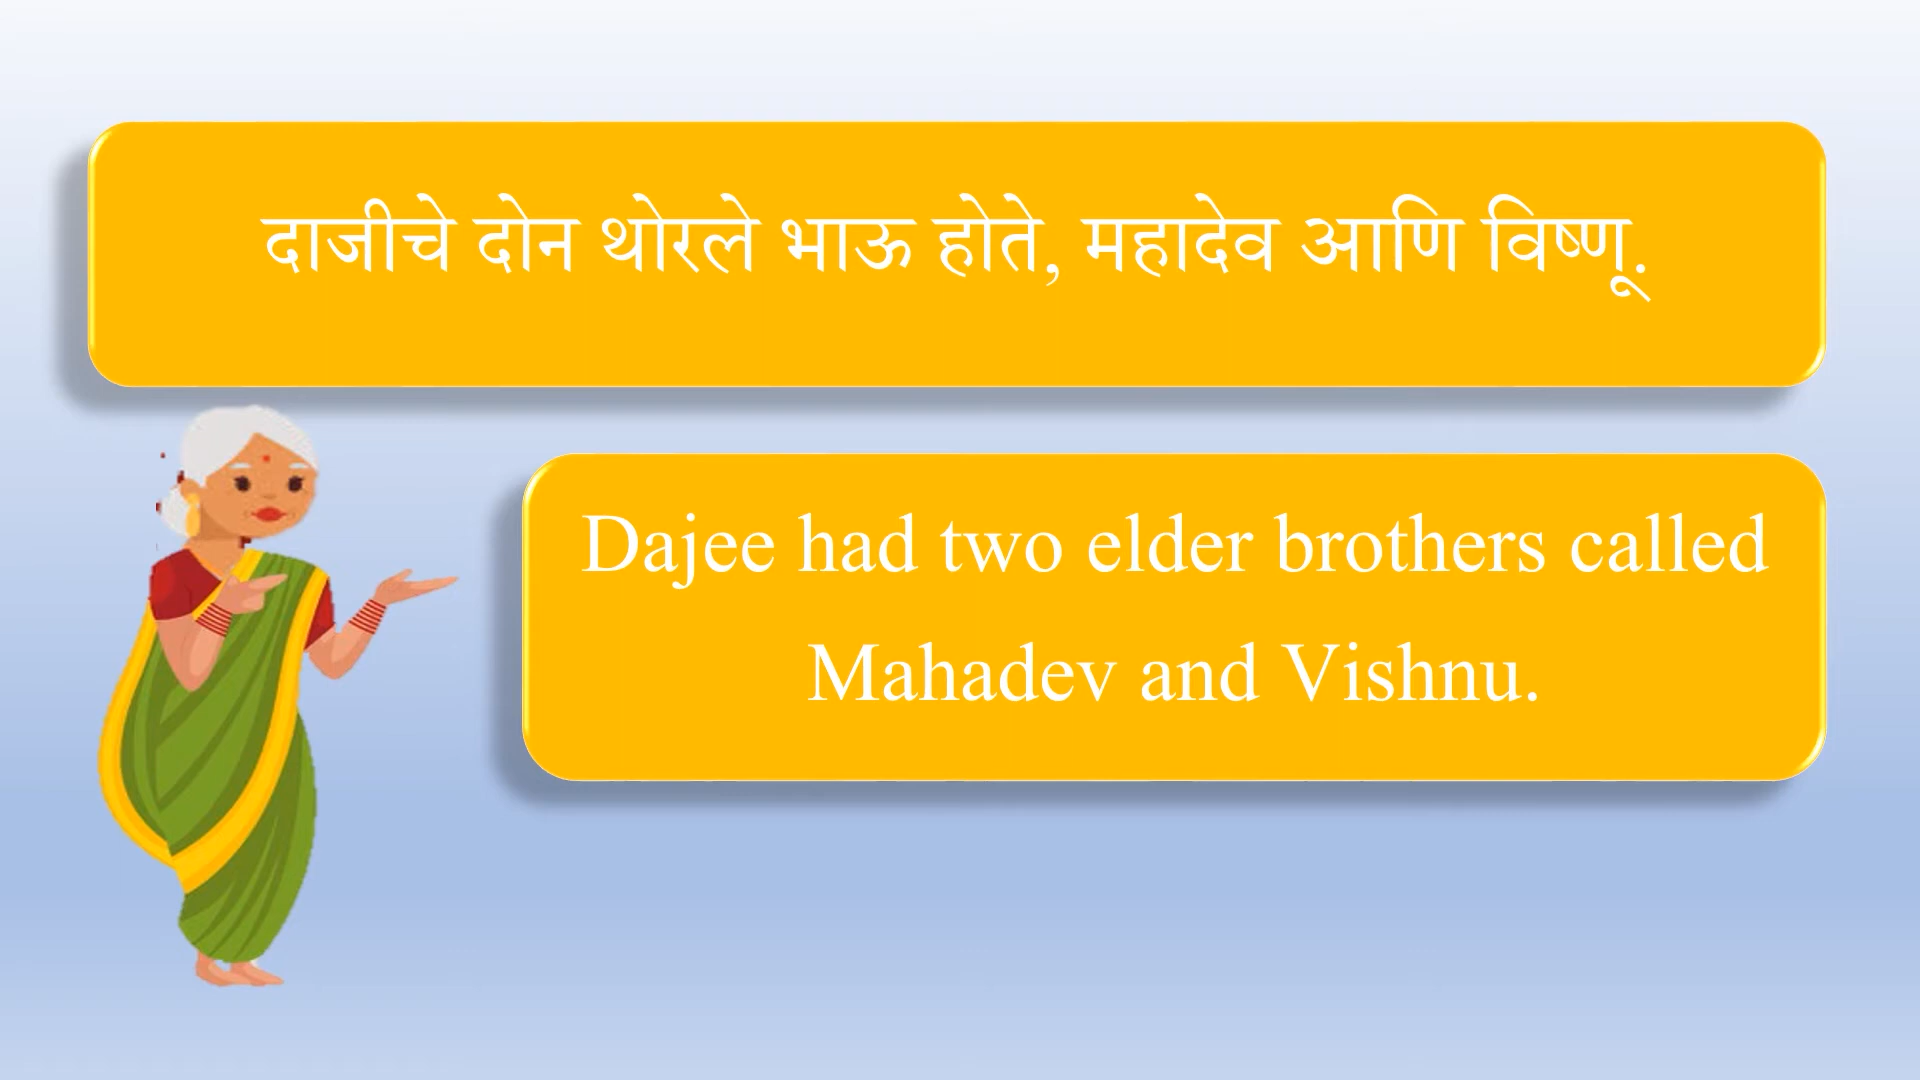 दाजीचे दोन थोरले भाऊ होते, महादेव आणि विष्णू.
Dajee had two elder brothers called
Mahadev and Vishnu.